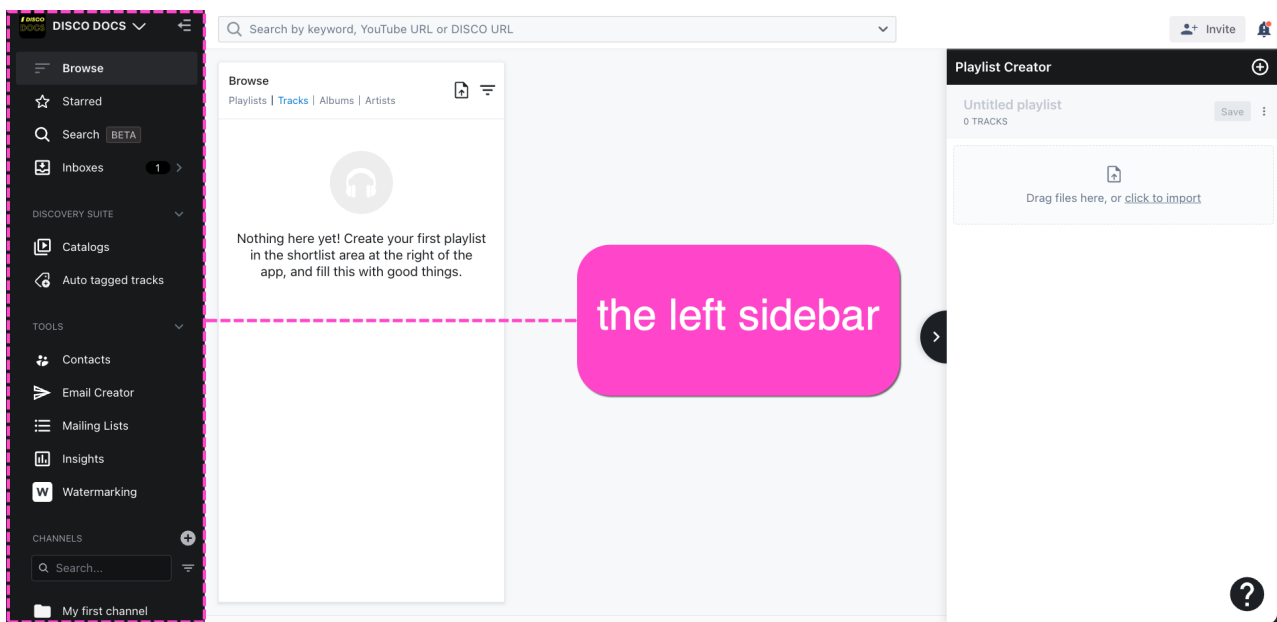 DISCO
DOCS
DISCO DOCS
Browse
Starred
Search BETA
Inboxes 1
DISCOVERY SUITE
Catalogs
Auto tagged tracks
TOOLS
Contacts
Email Creator
Mailing Lists
Insights
W Watermarking
CHANNELS
Search...
My first channel
Search by keyword, YouTube URL or DISCO URL
Invite
Browse
Playlists | Tracks | Albums | Artists
Nothing here yet! Create your first playlist
in the shortlist area at the right of the
app, and fill this with good things.
the left sidebar
Playlist Creator
Untitled playlist
0 TRACKS
Save
Drag files here, or click to import
?